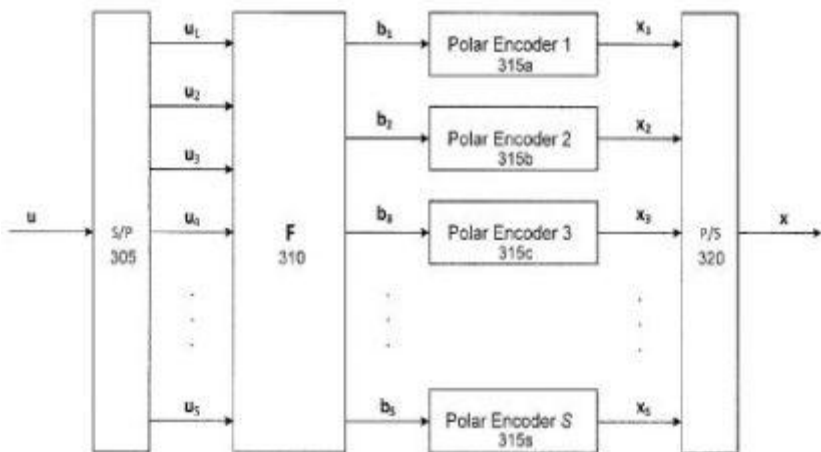 u
S/P
305
u₁
u₂
u₃
u₄
u₅
F
310
b₁
b₂
b₃
b₅
Polar Encoder 1
315a
Polar Encoder 2
315b
Polar Encoder 3
315c
Polar Encoder S
315s
x₁
x₂
x₃
x₅
P/S
320
x